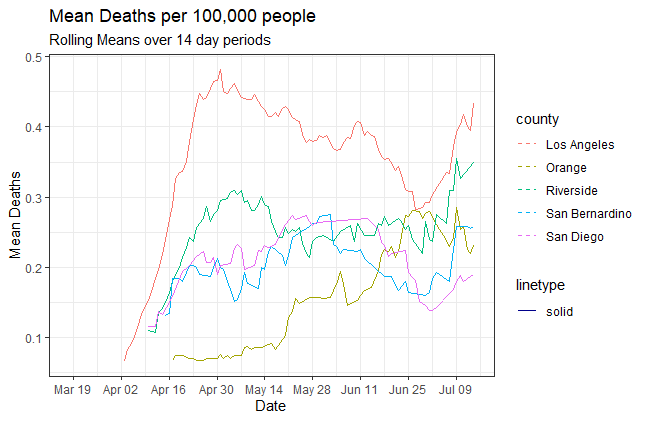 Mean Deaths per 100,000 people
Rolling Means over 14 day periods
0.5
0.4
0.3
0.2
0.1
Mean Deaths
Mar 19 Apr 02 Apr 16 Apr 30 May 14 May 28 Jun 11 Jun 25 Jul 09
Date
county
Los Angeles
Orange
Riverside
San Bernardino
San Diego
linetype
solid